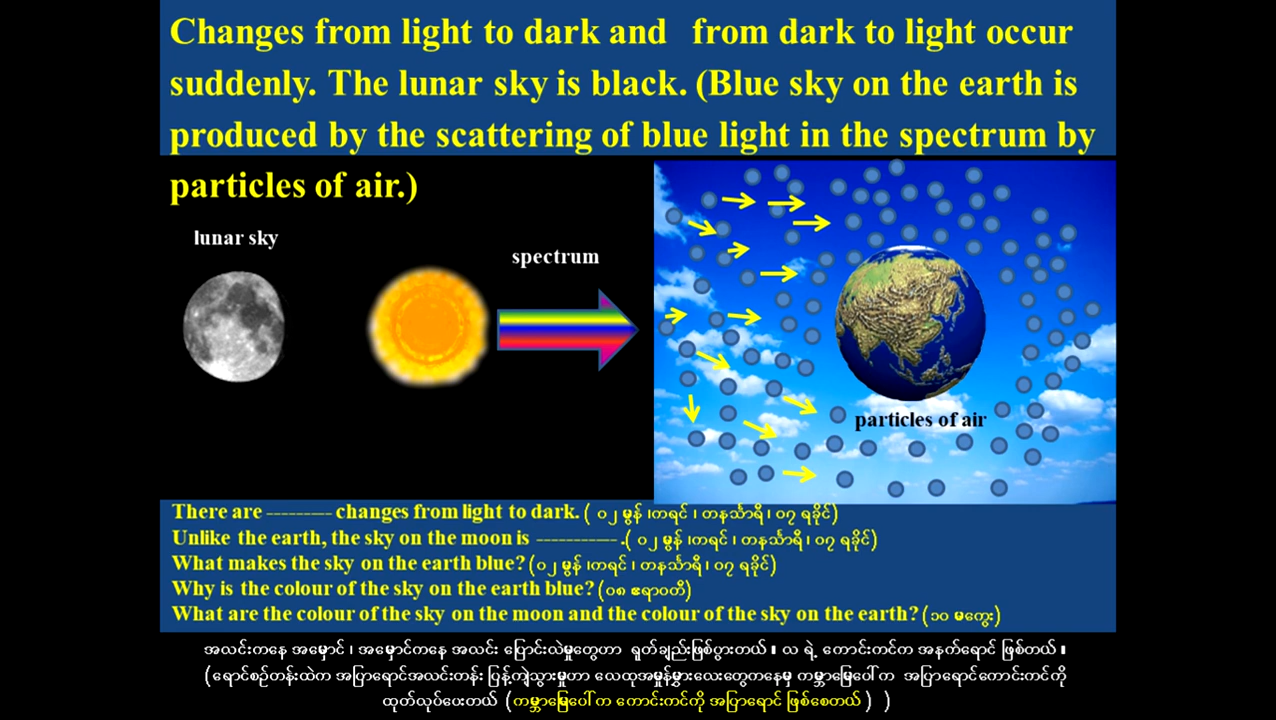 Changes from light to dark and from dark to light occur
suddenly. The lunar sky is black. (Blue sky on the earth is
produced by the scattering of blue light in the spectrum by
particles of air.)
lunar sky
spectrum
particles of air
There are --------- changes from light to dark. ( ၀၂ မွန် ၊ကရင် ၊ တနင်္သာရီ ၊ ၀၇ ရခိုင်)
Unlike the earth, the sky on the moon is ----------- .( ၀၂ မွန် ၊ကရင် ၊ တနင်္သာရီ ၊ ၀၇ ရခိုင်)
What makes the sky on the earth blue? (၀၂ မွန် ၊ကရင် ၊ တနင်္သာရီ ၊ ၀၇ ရခိုင်)
Why is the colour of the sky on the earth blue? (၀၈ ဧရာဝတီ)
What are the colour of the sky on the moon and the colour of the sky on the earth? (၁၀ မကွေး)
အလင်းကနေ အမှောင် ၊ အမှောင်ကနေ အလင်း ပြောင်းလဲမှုတွေဟာ ရုတ်ချည်းဖြစ်ပွားတယ် ။ လ ရဲ့ ကောင်းကင်က အနက်ရောင် ဖြစ်တယ် ။
(ရောင်စဉ်တန်းထဲက အပြာရောင်အလင်းတန်း ပြန့်ကျဲသွားမှုဟာ လေထုအမှုန်မွှားလေးတွေကနေမှ ကမ္ဘာမြေပေါ် က အပြာရောင်ကောင်းကင်ကို
ထုတ်လုပ်ပေးတယ် (ကမ္ဘာမြေပေါ် က ကောင်းကင်ကို အပြာရောင် ဖြစ်စေတယ် ) )